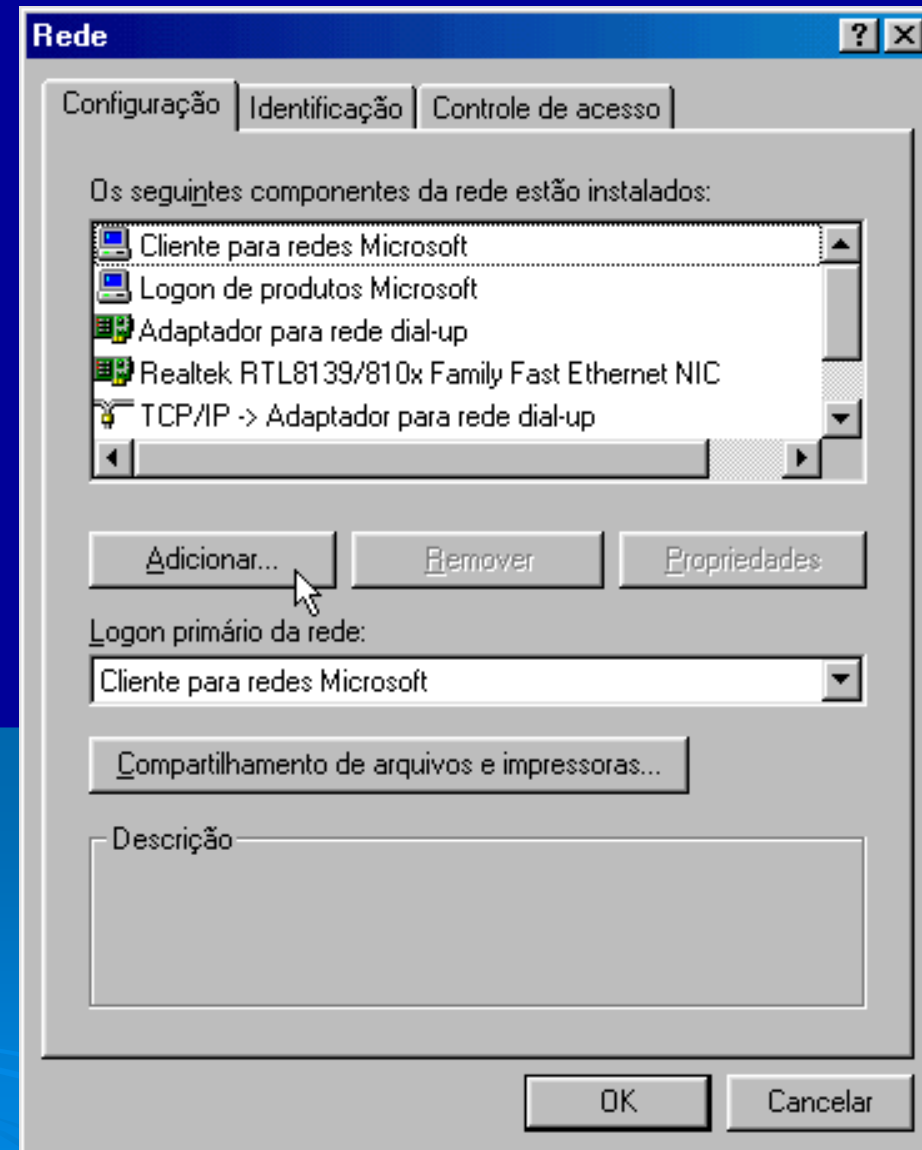 Rede
Configuração Identificação Controle de acesso
Os seguintes componentes da rede estão instalados:
Cliente para redes Microsoft
Logon de produtos Microsoft
Adaptador para rede dial-up
Realtek RTL8139/810x Family Fast Ethernet NIC
TCP/IP -> Adaptador para rede dial-up
Adicionar... Remover Propriedades
Logon primário da rede:
Cliente para redes Microsoft
Compartilhamento de arquivos e impressoras...
Descrição
OK Cancelar